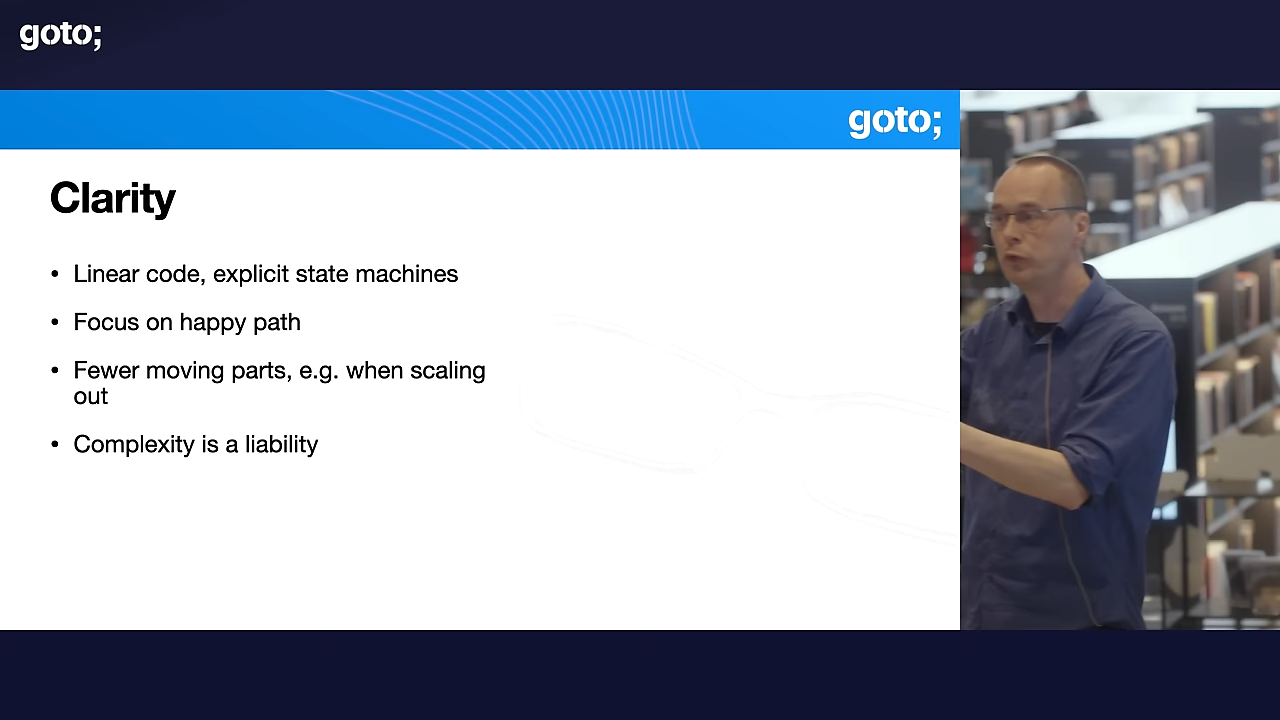 goto;
goto;
Clarity
• Linear code, explicit state machines
• Focus on happy path
• Fewer moving parts, e.g. when scaling
out
• Complexity is a liability